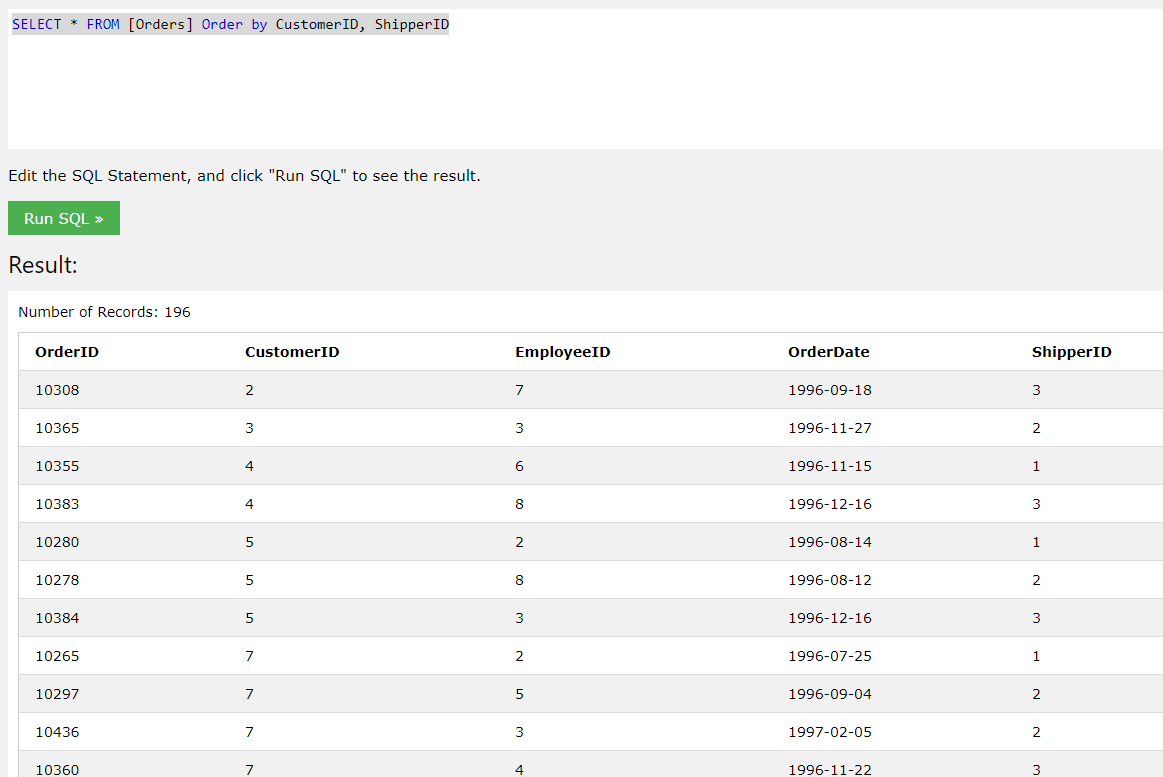 SELECT * FROM [Orders] Order by CustomerID, ShipperID
Edit the SQL Statement, and click "Run SQL" to see the result.
Run SQL »
Result:
Number of Records: 196
OrderID CustomerID EmployeeID OrderDate ShipperID
10308 2 7 1996-09-18 3
10365 3 3 1996-11-27 2
10355 4 6 1996-11-15 1
10383 4 8 1996-12-16 3
10280 5 2 1996-08-14 1
10278 5 8 1996-08-12 2
10384 5 3 1996-12-16 3
10265 7 2 1996-07-25 1
10297 7 5 1996-09-04 2
10436 7 3 1997-02-05 2
10360 7 4 1996-11-22 3